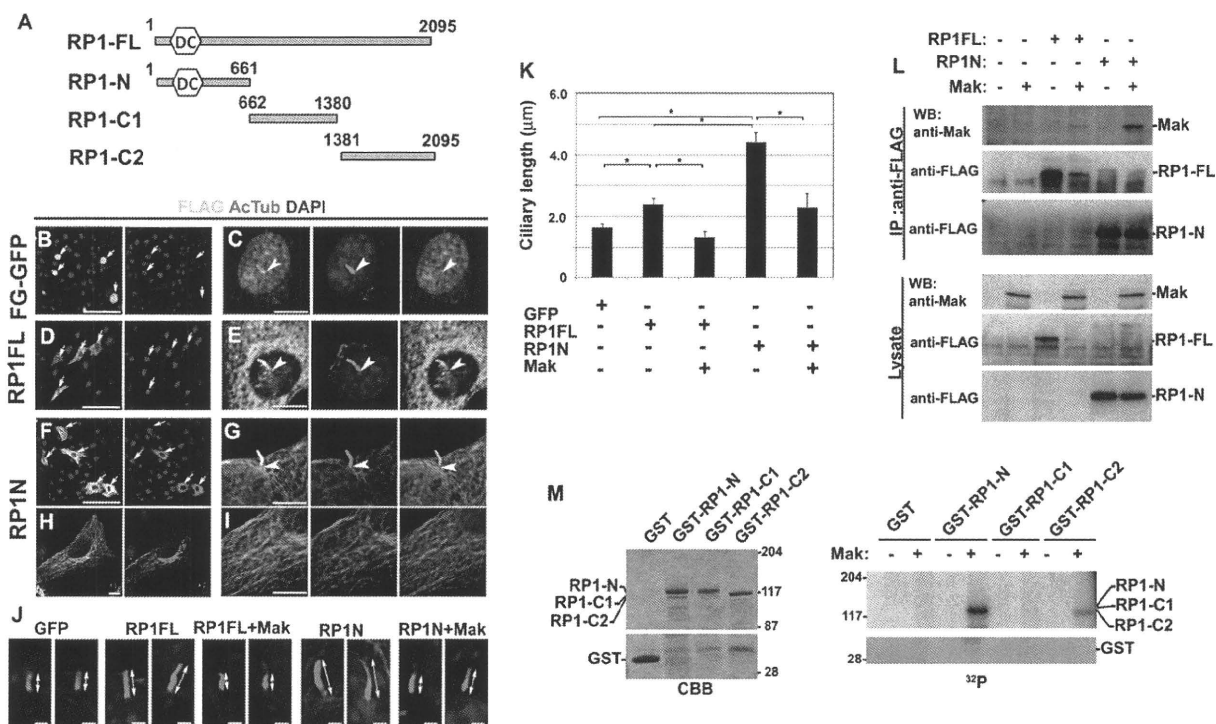 A
1 2095
RP1-FL DC
1 661
RP1-N DC
662 1380
RP1-C1
1381 2095
RP1-C2
FLAG AcTub DAPI
FG-GFP
B
C
RP1FL
D
E
RP1N
F
G
H
I
J
GFP RP1FL RP1FL+Mak RP1N RP1N+Mak
K
Ciliary length (μm)
6.0
4.0
2.0
0
* * * * *
GFP + - - - -
RP1FL - + + - -
RP1N - - - + +
Mak - - + - +
L
RP1FL: - - + + - -
RP1N: - - - - + +
Mak: - + - + - +
IP :anti-FLAG
WB: anti-Mak -Mak
anti-FLAG -RP1-FL
anti-FLAG -RP1-N
Lysate
WB: anti-Mak -Mak
anti-FLAG -RP1-FL
anti-FLAG -RP1-N
M
GST GST-RP1-N GST-RP1-C1 GST-RP1-C2
-204
RP1-N
RP1-C1
RP1-C2
-117
-87
GST-
-28
CBB
GST GST-RP1-N GST-RP1-C1 GST-RP1-C2
Mak: - + - + - + - +
204-
117-
RP1-N
RP1-C1
RP1-C2
28-
-GST
32P